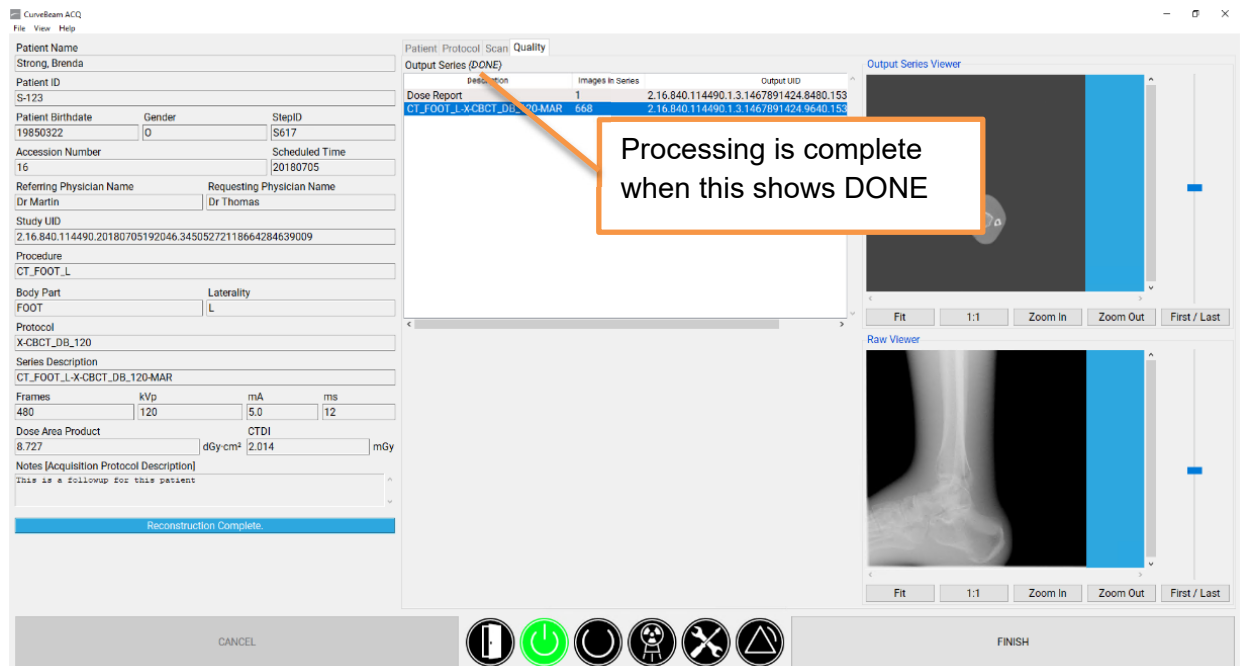 CurveBeam ACQ
File View Help
Patient Name
Strong, Brenda
Patient ID
S-123
Patient Birthdate Gender StepID
19850322 O S617
Accession Number Scheduled Time
16 20180705
Referring Physician Name Requesting Physician Name
Dr Martin Dr Thomas
Study UID
2.16.840.114490.20180705192046.34505272118664284639009
Procedure
CT_FOOT_L
Body Part Laterality
FOOT L
Protocol
X-CBCT_DB_120
Series Description
CT_FOOT_L-X-CBCT_DB_120-MAR
Frames kVp mA ms
480 120 5.0 12
Dose Area Product CTDI
8.727 dGy·cm² 2.014 mGy
Notes [Acquisition Protocol Description]
This is a followup for this patient
Reconstruction Complete.
Patient Protocol Scan Quality
Output Series (DONE)
Images In Series Output UID
Dose Report 1 2.16.840.114490.1.3.1467891424.8480.153
CT_FOOT_L-X-CBCT_DB_120-MAR 668 2.16.840.114490.1.3.1467891424.9640.153
Processing is complete
when this shows DONE
Output Series Viewer
Fit 1:1 Zoom In Zoom Out First / Last
Raw Viewer
Fit 1:1 Zoom In Zoom Out First / Last
CANCEL FINISH